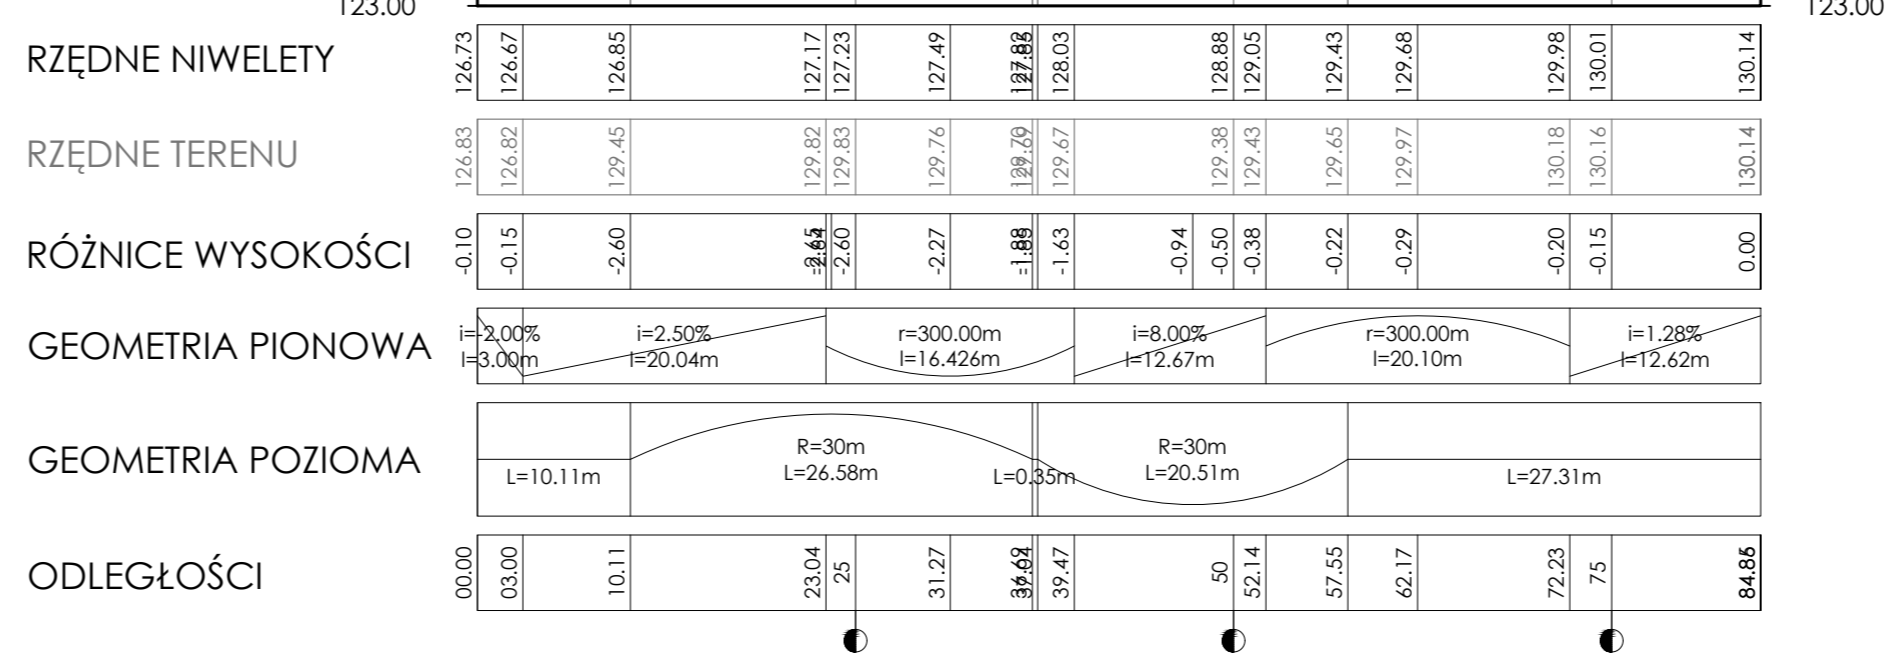 123.00 123.00
RZĘDNE NIWELETY 126.73 126.67 126.85 127.17 127.23 127.49 128.03 128.88 129.05 129.43 129.68 129.98 130.01 130.14
RZĘDNE TERENU 126.83 126.82 129.45 129.82 129.83 129.76 129.67 129.38 129.43 129.65 129.97 130.18 130.16 130.14
RÓŻNICE WYSOKOŚCI -0.10 -0.15 -2.60 -2.60 -2.27 -1.63 -0.94 -0.50 -0.38 -0.22 -0.29 -0.20 -0.15 0.00
GEOMETRIA PIONOWA
i=-2.00% i=2.50% r=300.00m i=8.00% r=300.00m i=1.28%
l=3.00m l=20.04m l=16.426m l=12.67m l=20.10m l=12.62m
GEOMETRIA POZIOMA
R=30m R=30m
L=10.11m L=26.58m L=0.35m L=20.51m L=27.31m
ODLEGŁOŚCI 00.00 03.00 10.11 23.04 25 31.27 39.47 50 52.14 57.55 62.17 72.23 75